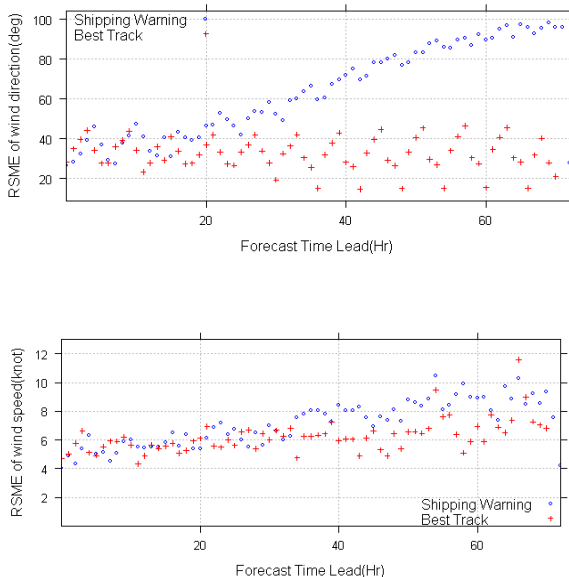 Shipping Warning
Best Track
100
80
60
40
20
RSME of wind direction(deg)
20 40 60
Forecast Time Lead(Hr)
12
10
8
6
4
2
RSME of wind speed(knot)
Shipping Warning
Best Track
20 40 60
Forecast Time Lead(Hr)